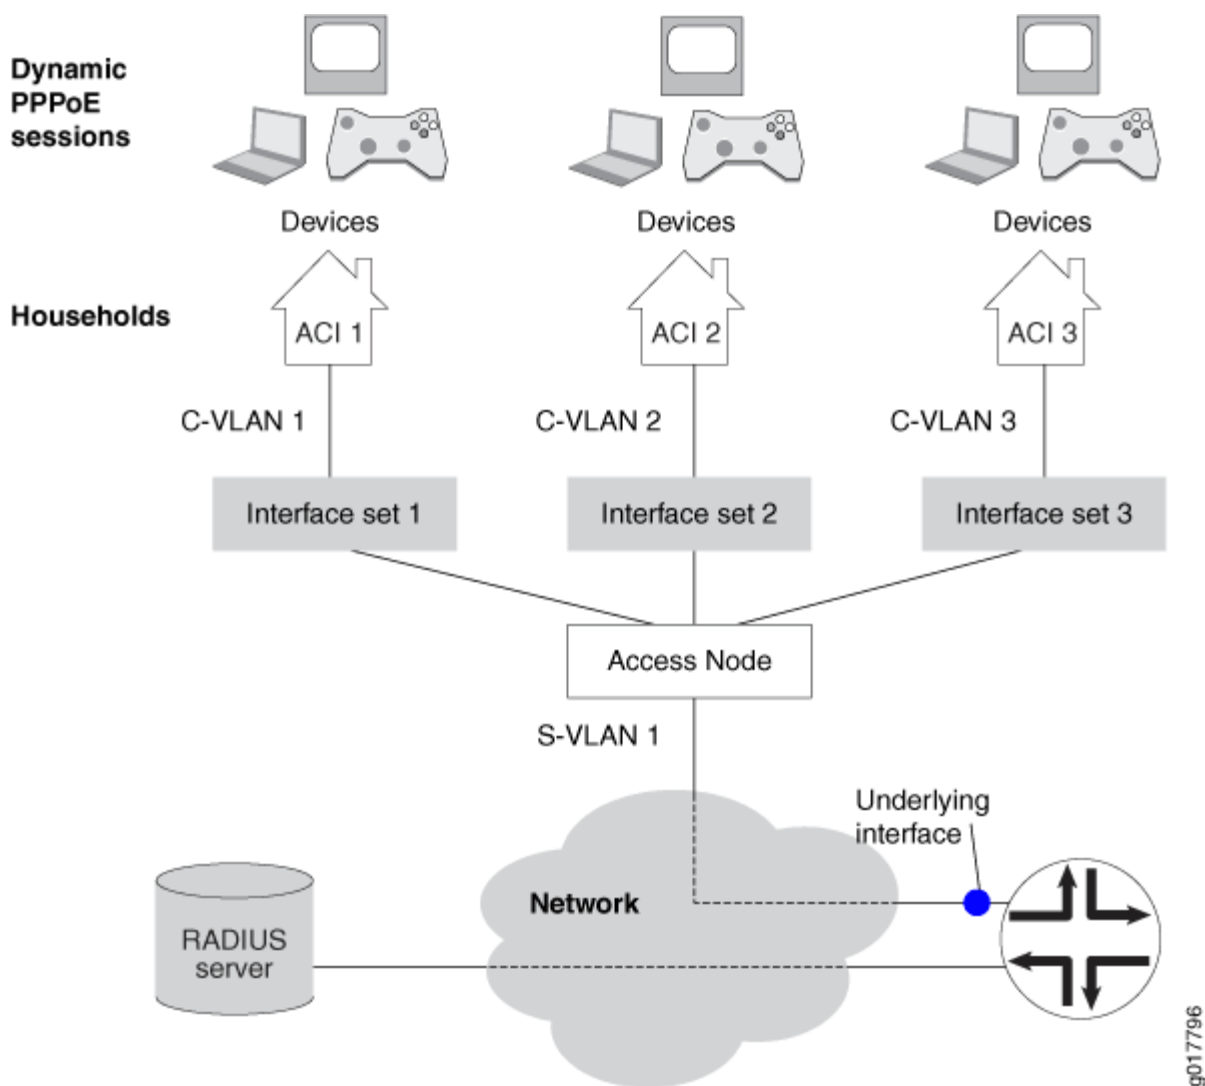 Dynamic
PPPoE
sessions
Devices
Devices
Devices
Households
ACI 1
ACI 2
ACI 3
C-VLAN 1
C-VLAN 2
C-VLAN 3
Interface set 1
Interface set 2
Interface set 3
Access Node
S-VLAN 1
Underlying
interface
Network
RADIUS
server
g017796